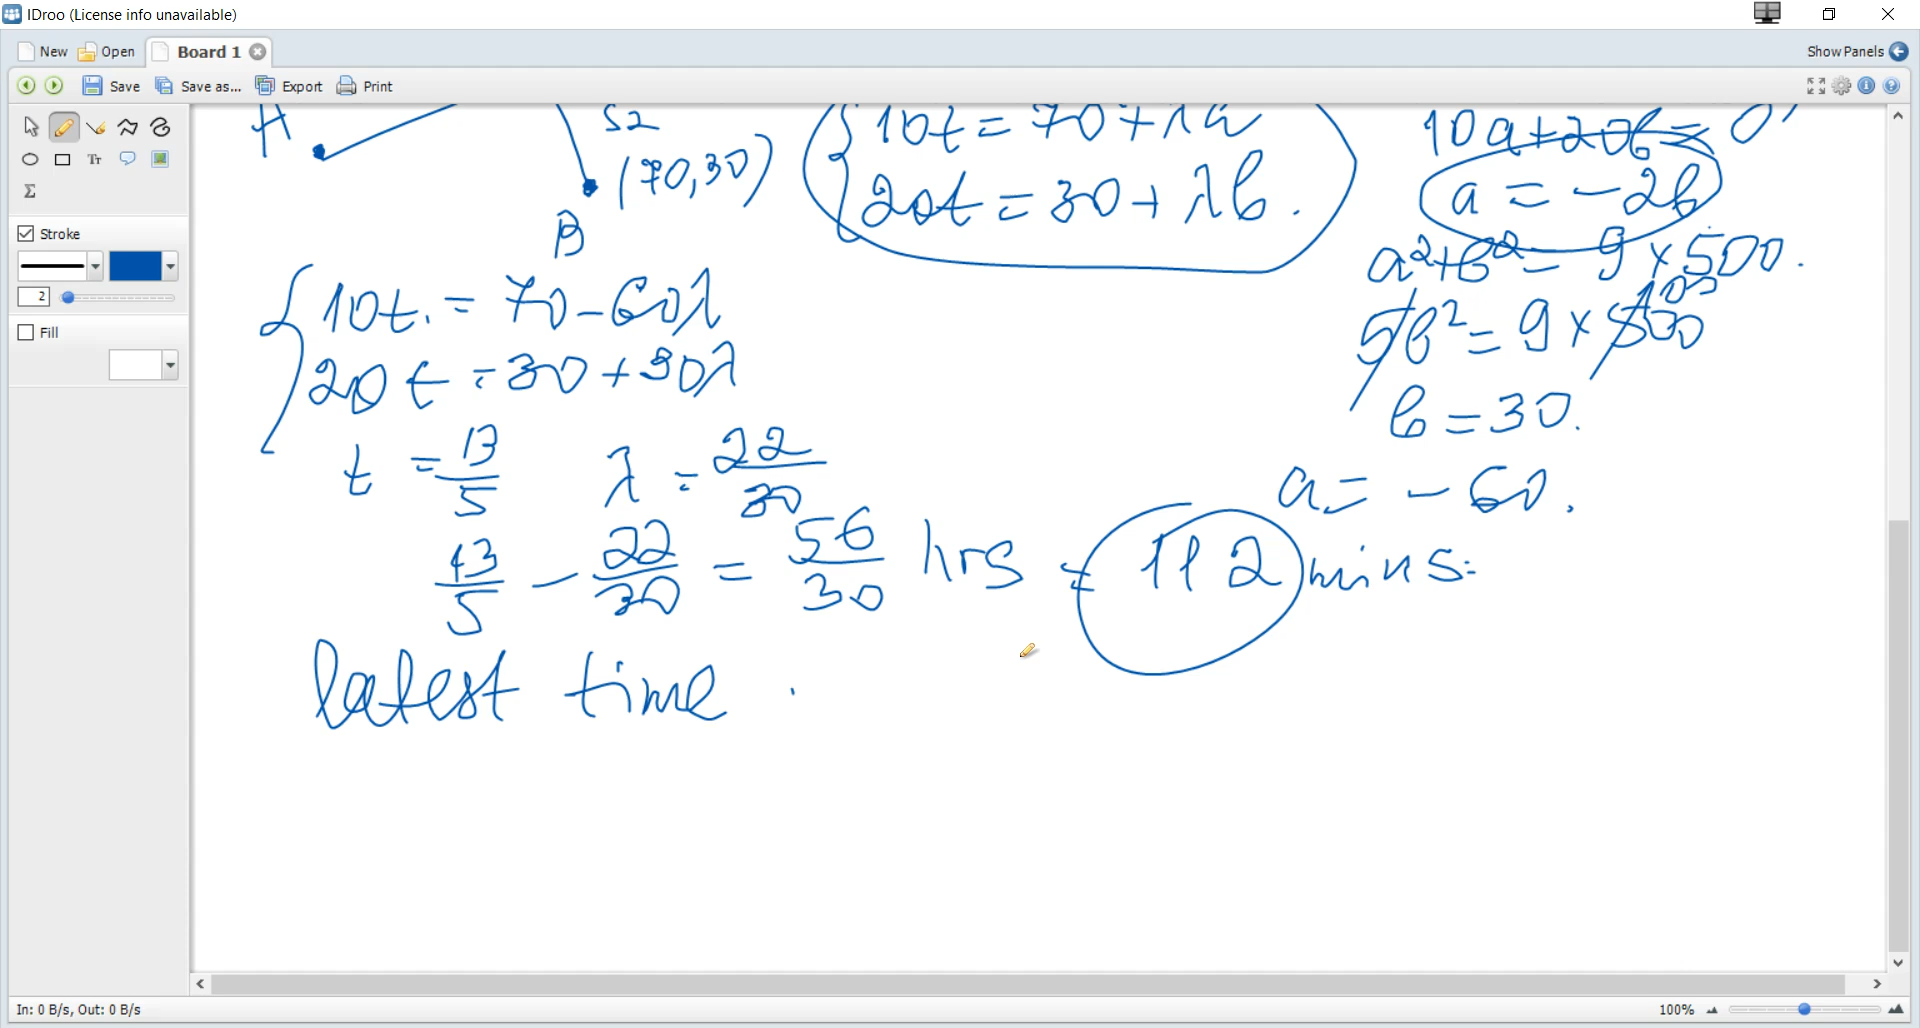 IDroo (License info unavailable)
New Open Board 1 Show Panels
Save Save as... Export Print
A
S2
(70,30)
B
10t = 70 + λa
20t = 30 + λb.
10a + 20b = 0
a = -2b
a²+b² = 9 x 500.
5b² = 9 x 500 100
b = 30.
a = -60.
Tr
Σ
Stroke
2
Fill
10t = 70 - 60λ
20t = 30 + 30λ
t = 13/5 λ = 22/30
13/5 - 22/30 = 56/30 hrs = 112 mins.
latest time .
In: 0 B/s, Out: 0 B/s 100%